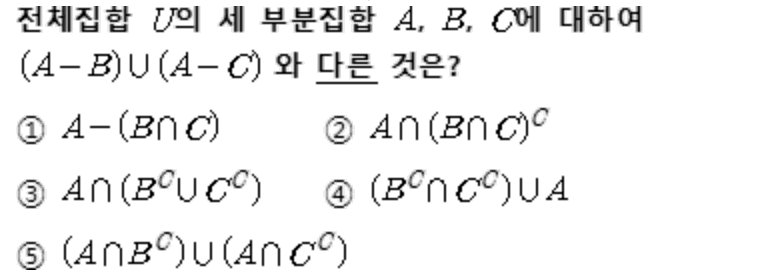 전체집합 U의 세 부분집합 A, B, C에 대하여
(A−B)∪(A−C) 와 다른 것은?
① A−(B∩C) ② A∩(B∩C)^C
③ A∩(B^C∪C^C) ④ (B^C∩C^C)∪A
⑤ (A∩B^C)∪(A∩C^C)